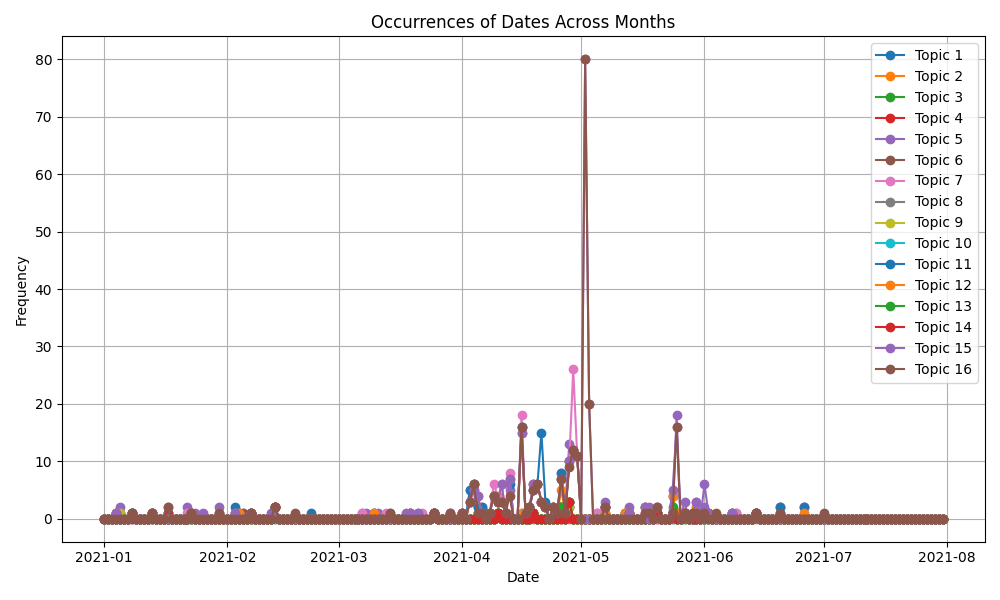 Occurrences of Dates Across Months
Frequency
80
70
60
50
40
30
20
10
0
2021-01
2021-02
2021-03
2021-04
2021-05
2021-06
2021-07
2021-08
Date
Topic 1
Topic 2
Topic 3
Topic 4
Topic 5
Topic 6
Topic 7
Topic 8
Topic 9
Topic 10
Topic 11
Topic 12
Topic 13
Topic 14
Topic 15
Topic 16